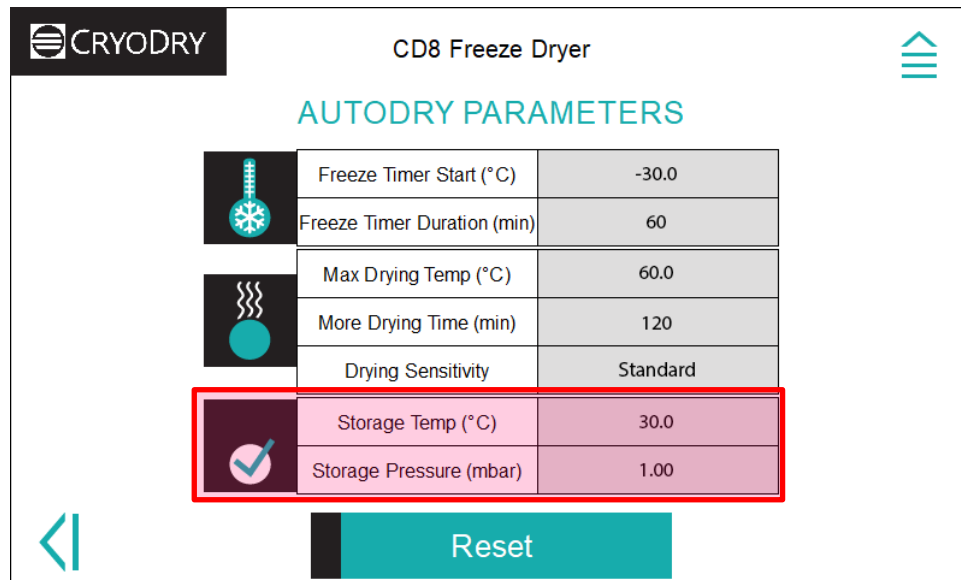 CRYODRY
CD8 Freeze Dryer
AUTODRY PARAMETERS
Freeze Timer Start (°C) -30.0
Freeze Timer Duration (min) 60
Max Drying Temp (°C) 60.0
More Drying Time (min) 120
Drying Sensitivity Standard
Storage Temp (°C) 30.0
Storage Pressure (mbar) 1.00
Reset